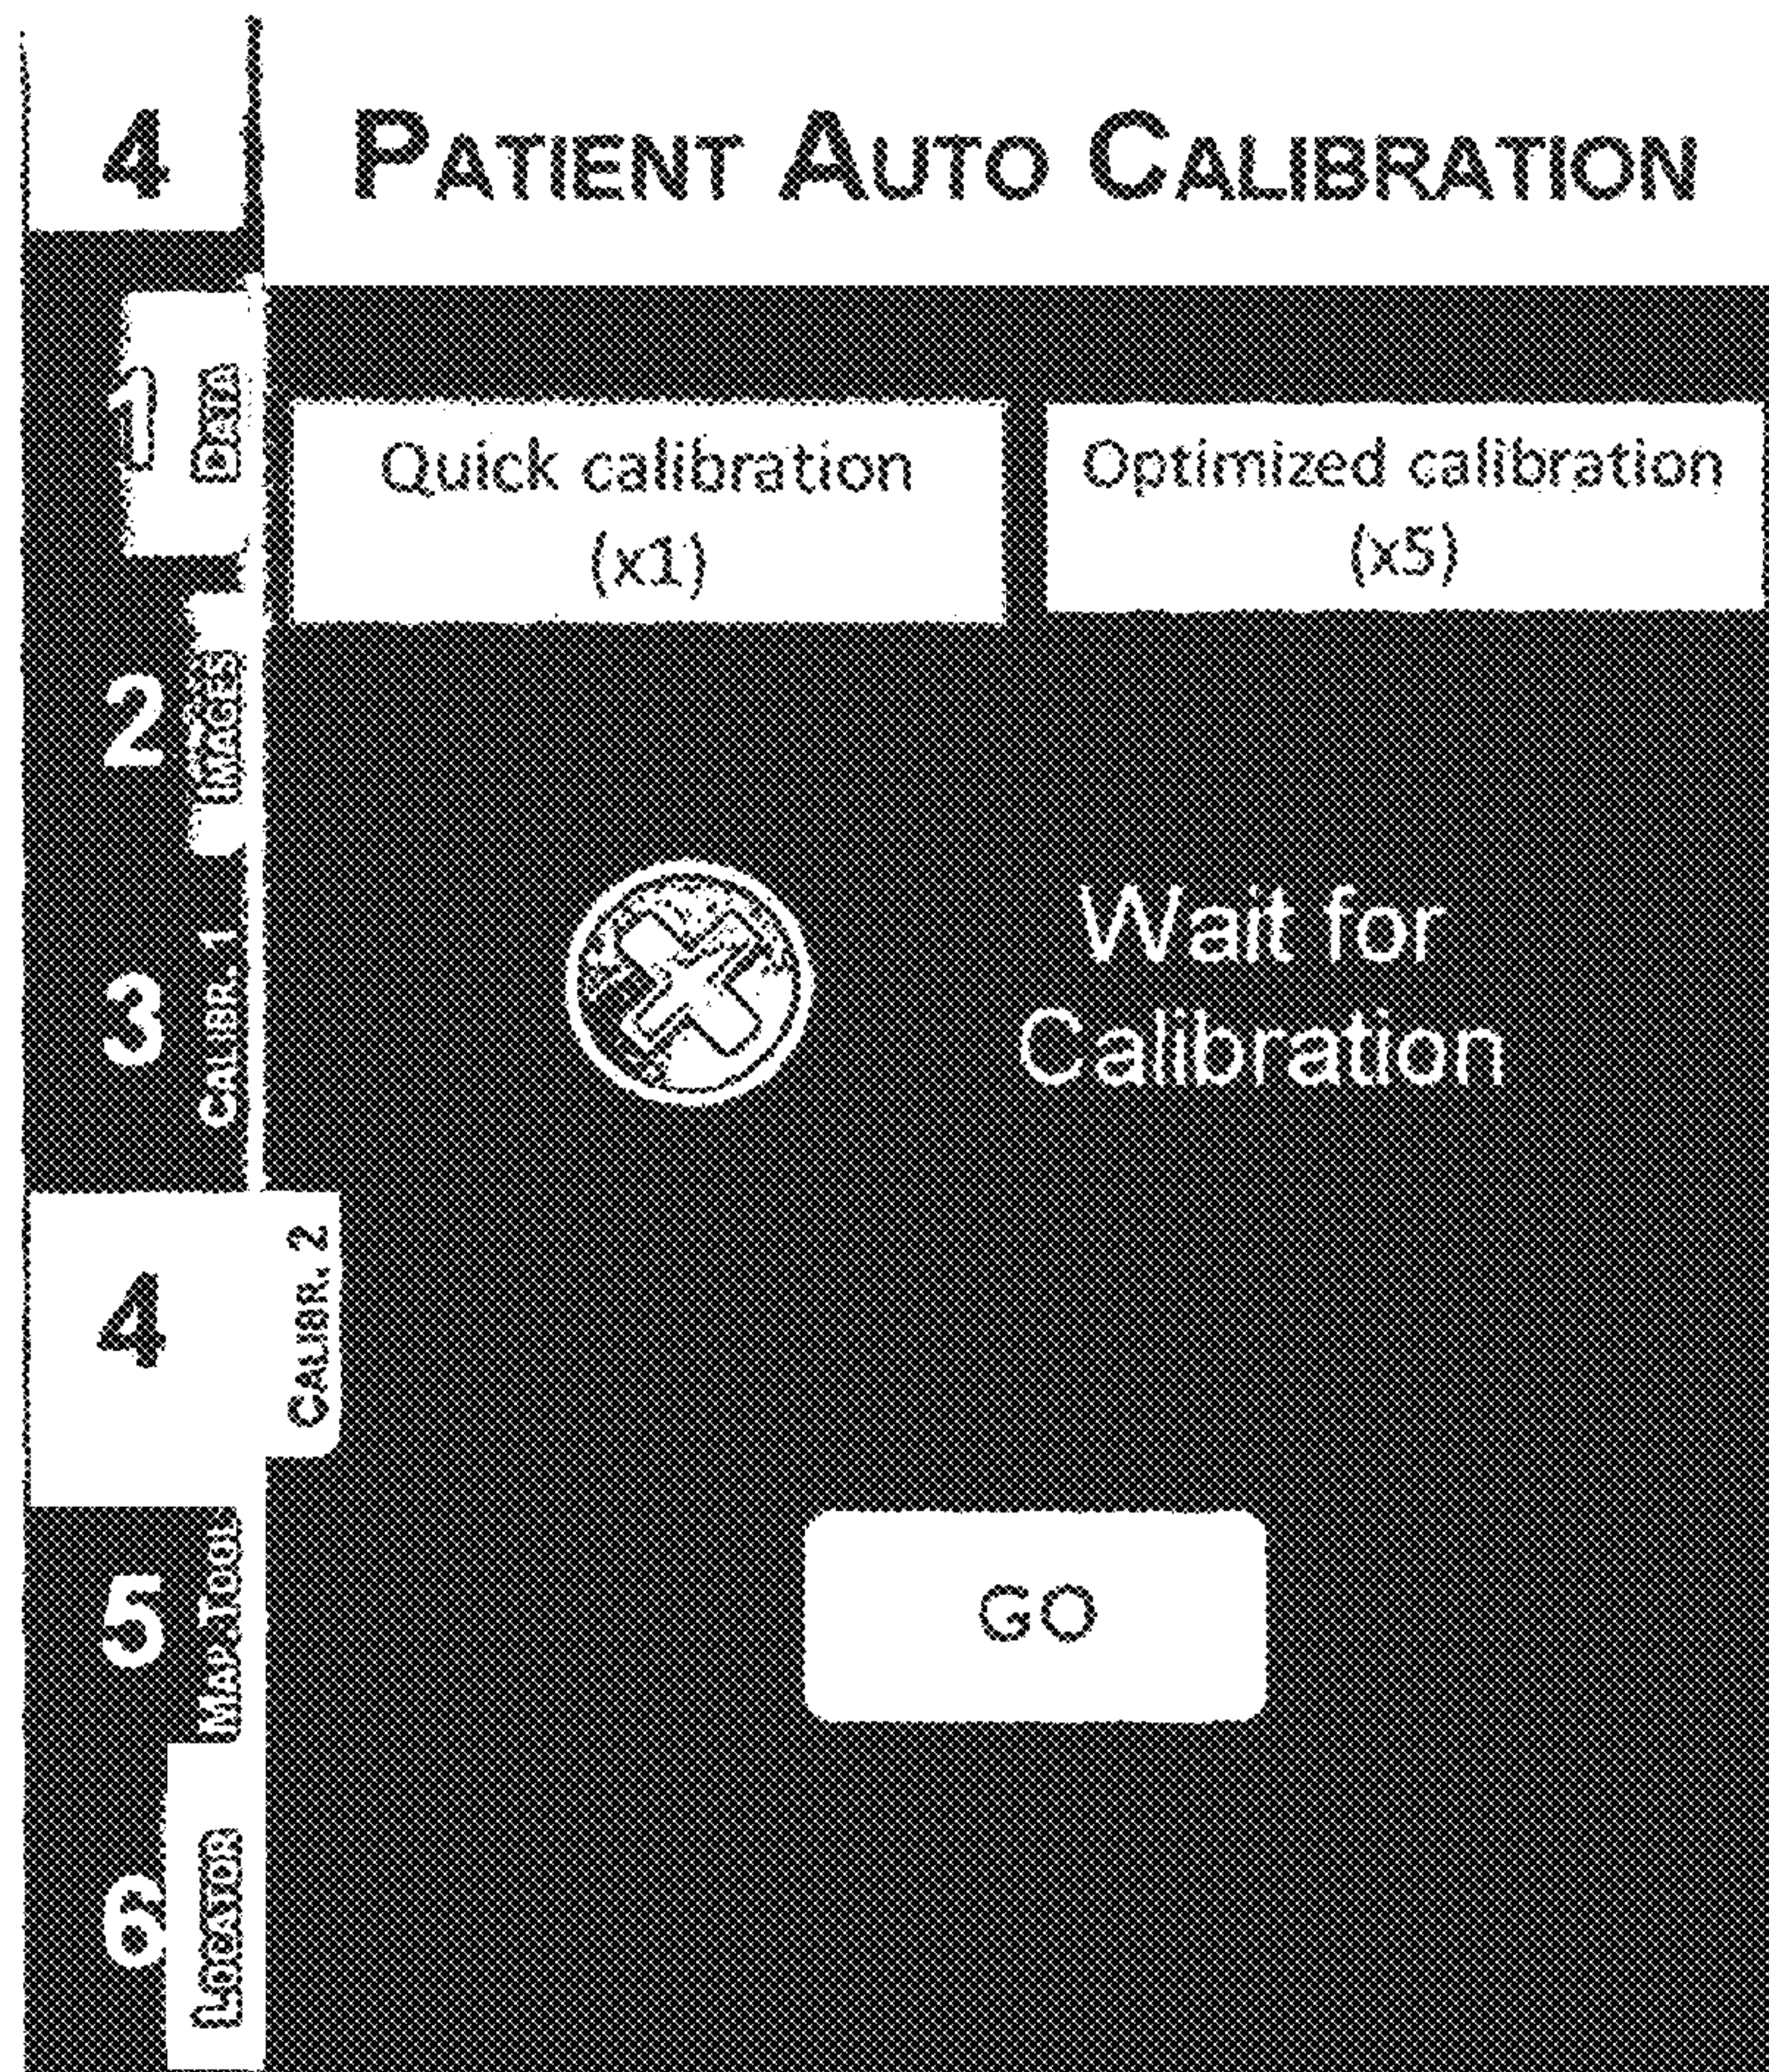 4 PATIENT AUTO CALIBRATION
1 DATA
Quick calibration
(x1)
Optimized calibration
(x5)
2 IMAGES
3 CALIBR. 1
Wait for
Calibration
4 CALIBR. 2
5 MAP.TOOL
GO
6 LOCATOR